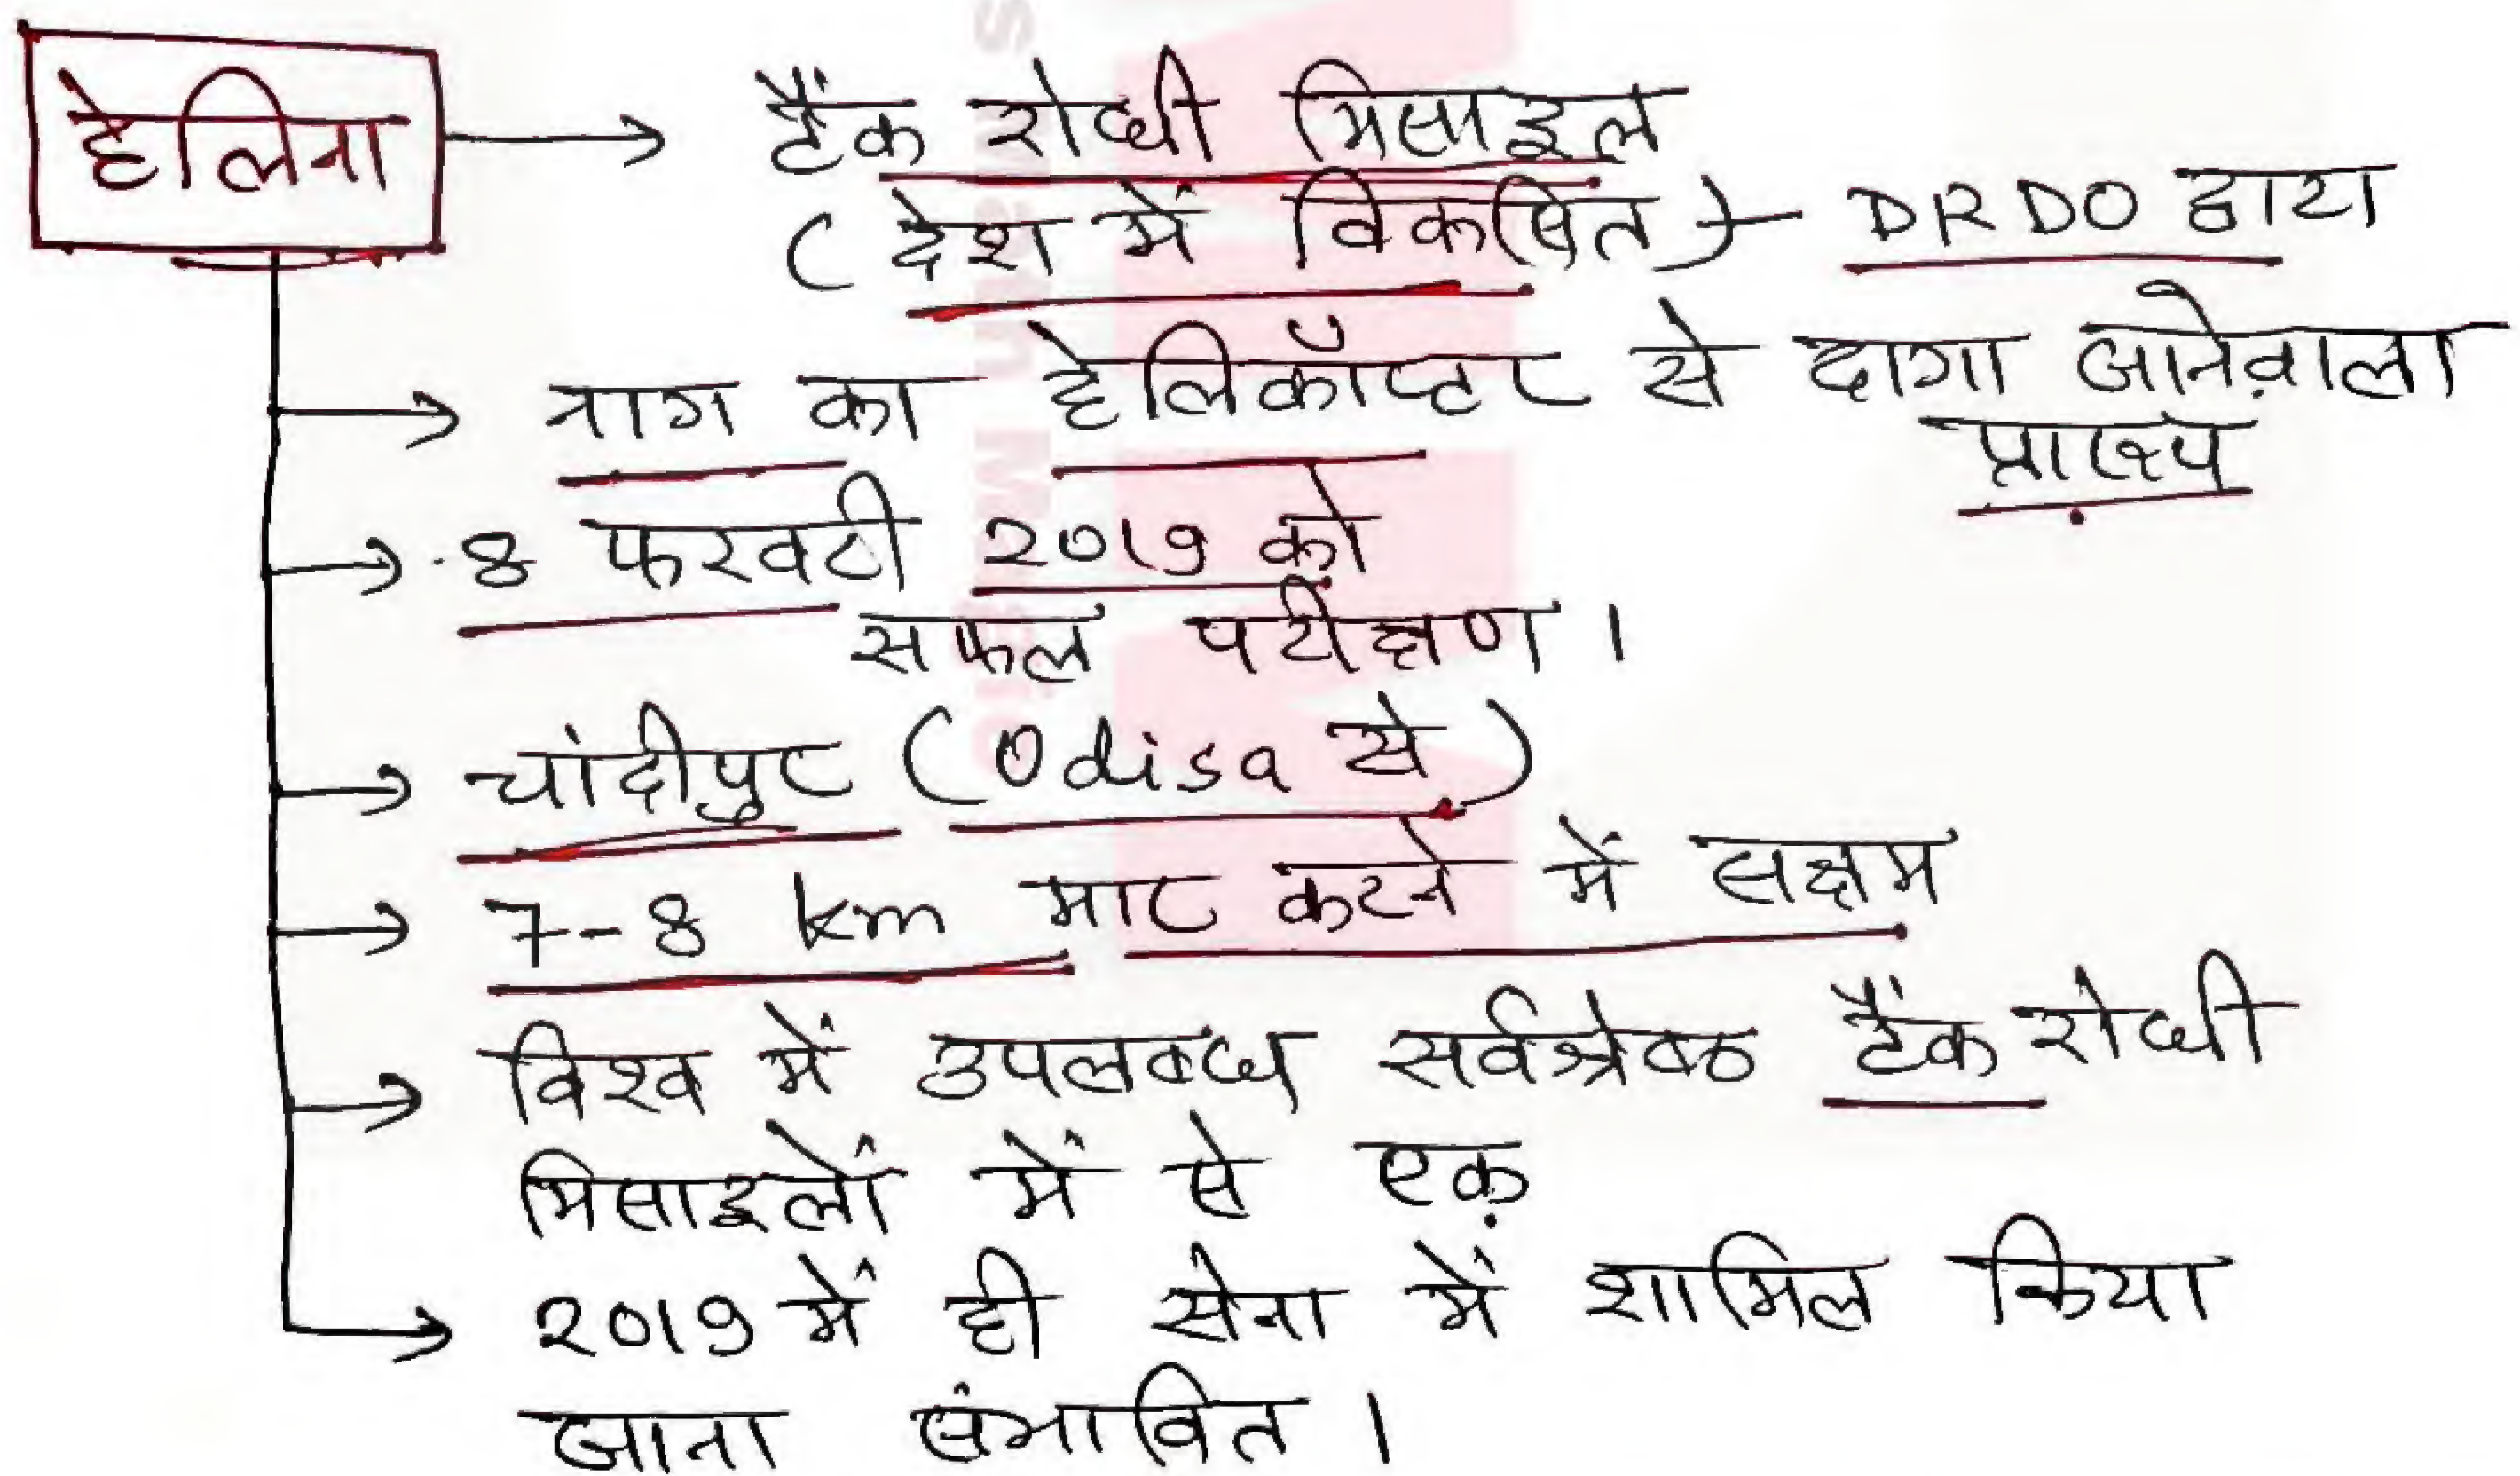 हेलिना → टैंक रोधी मिसाइल
(देश में विकसित) - DRDO द्वारा
→ नाग का हेलिकॉप्टर से दागा जानेवाला
प्रारूप
→ 8 फरवरी 2019 को
सफल परीक्षण।
→ चांदीपुर (Odisa से)
→ 7-8 km मार करने में सक्षम
→ विश्व में उपलब्ध सर्वश्रेष्ठ टैंक रोधी
मिसाइलों में से एक
→ 2019 में ही सेना में शामिल किया
जाना संभावित।